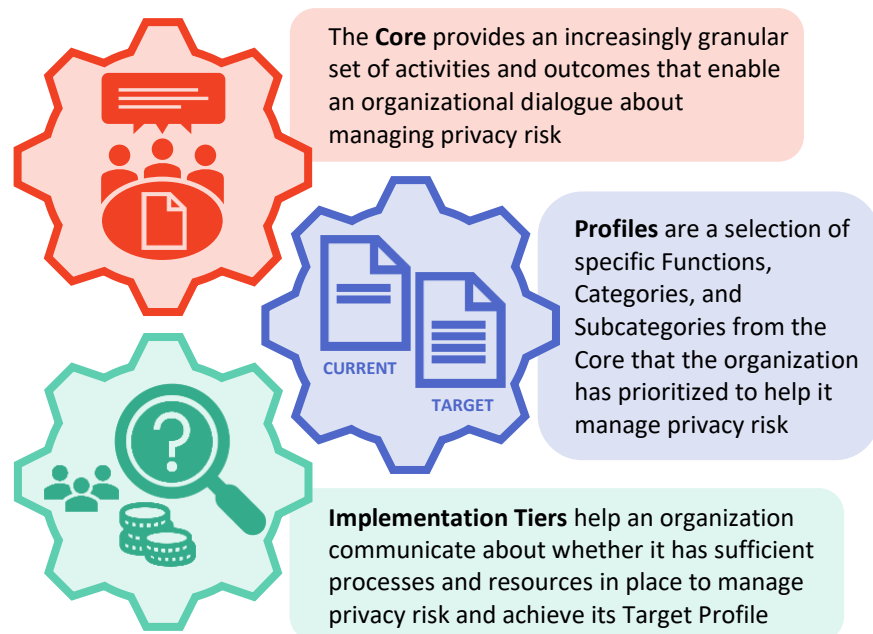 The Core provides an increasingly granular
set of activities and outcomes that enable
an organizational dialogue about
managing privacy risk
Profiles are a selection of
specific Functions,
Categories, and
Subcategories from the
Core that the organization
has prioritized to help it
manage privacy risk
CURRENT
TARGET
?
Implementation Tiers help an organization
communicate about whether it has sufficient
processes and resources in place to manage
privacy risk and achieve its Target Profile